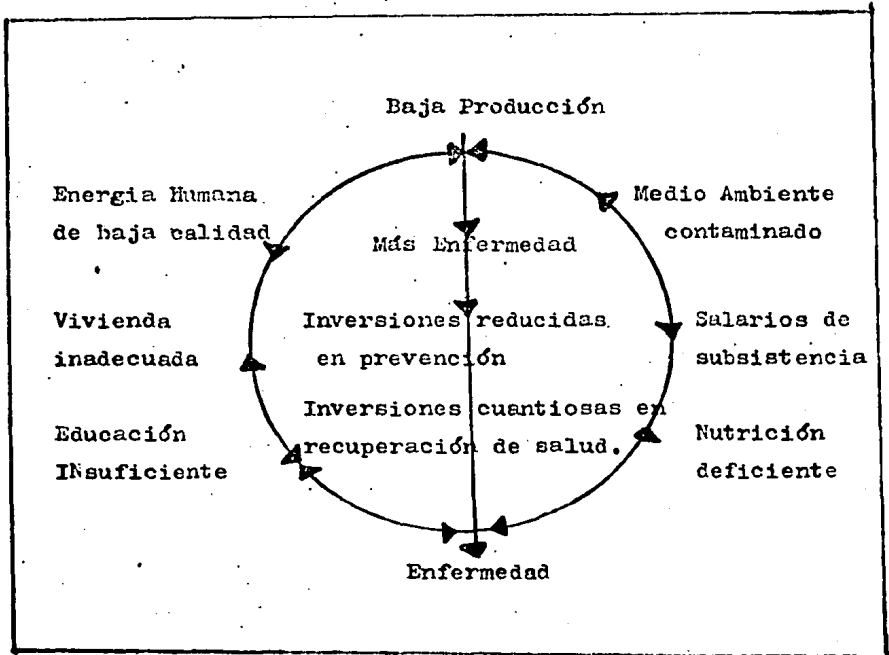 Baja Producción
Energia Humana
de baja calidad
Medio Ambiente
contaminado
Más Enfermedad
Vivienda
inadecuada
Inversiones reducidas
en prevención
Salarios de
subsistencia
Inversiones cuantiosas en
recuperación de salud.
Educación
INsuficiente
Nutrición
deficiente
Enfermedad